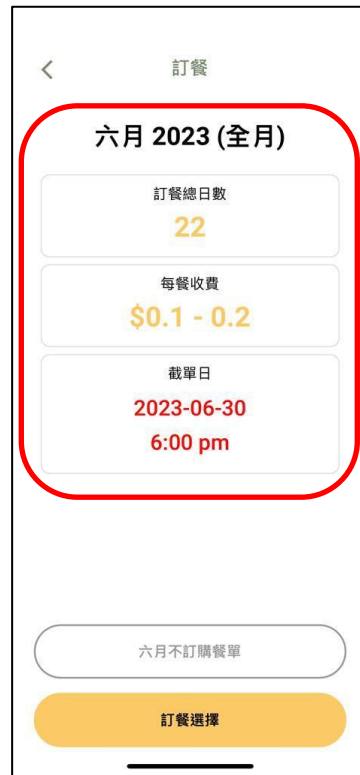 訂餐
六月 2023 (全月)
訂餐總日數
22
每餐收費
$0.1 - 0.2
截單日
2023-06-30
6:00 pm
六月不訂購餐單
訂餐選擇